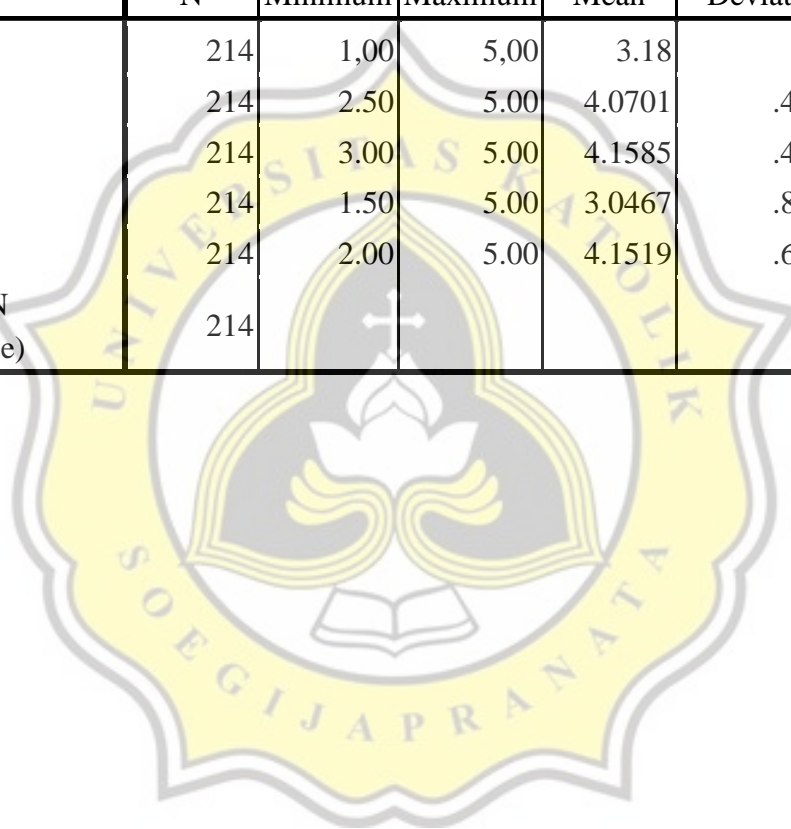 N Minimum Maximum Mean
214 1,00 5,00 3.18
214 2.50 5.00 4.0701 .4
214 3.00 5.00 4.1585 .4
214 1.50 5.00 3.0467 .8
214 2.00 5.00 4.1519 .6
N
e) 214
UNIVERSITAS KATOLIK
SOEGIJAPRANATA